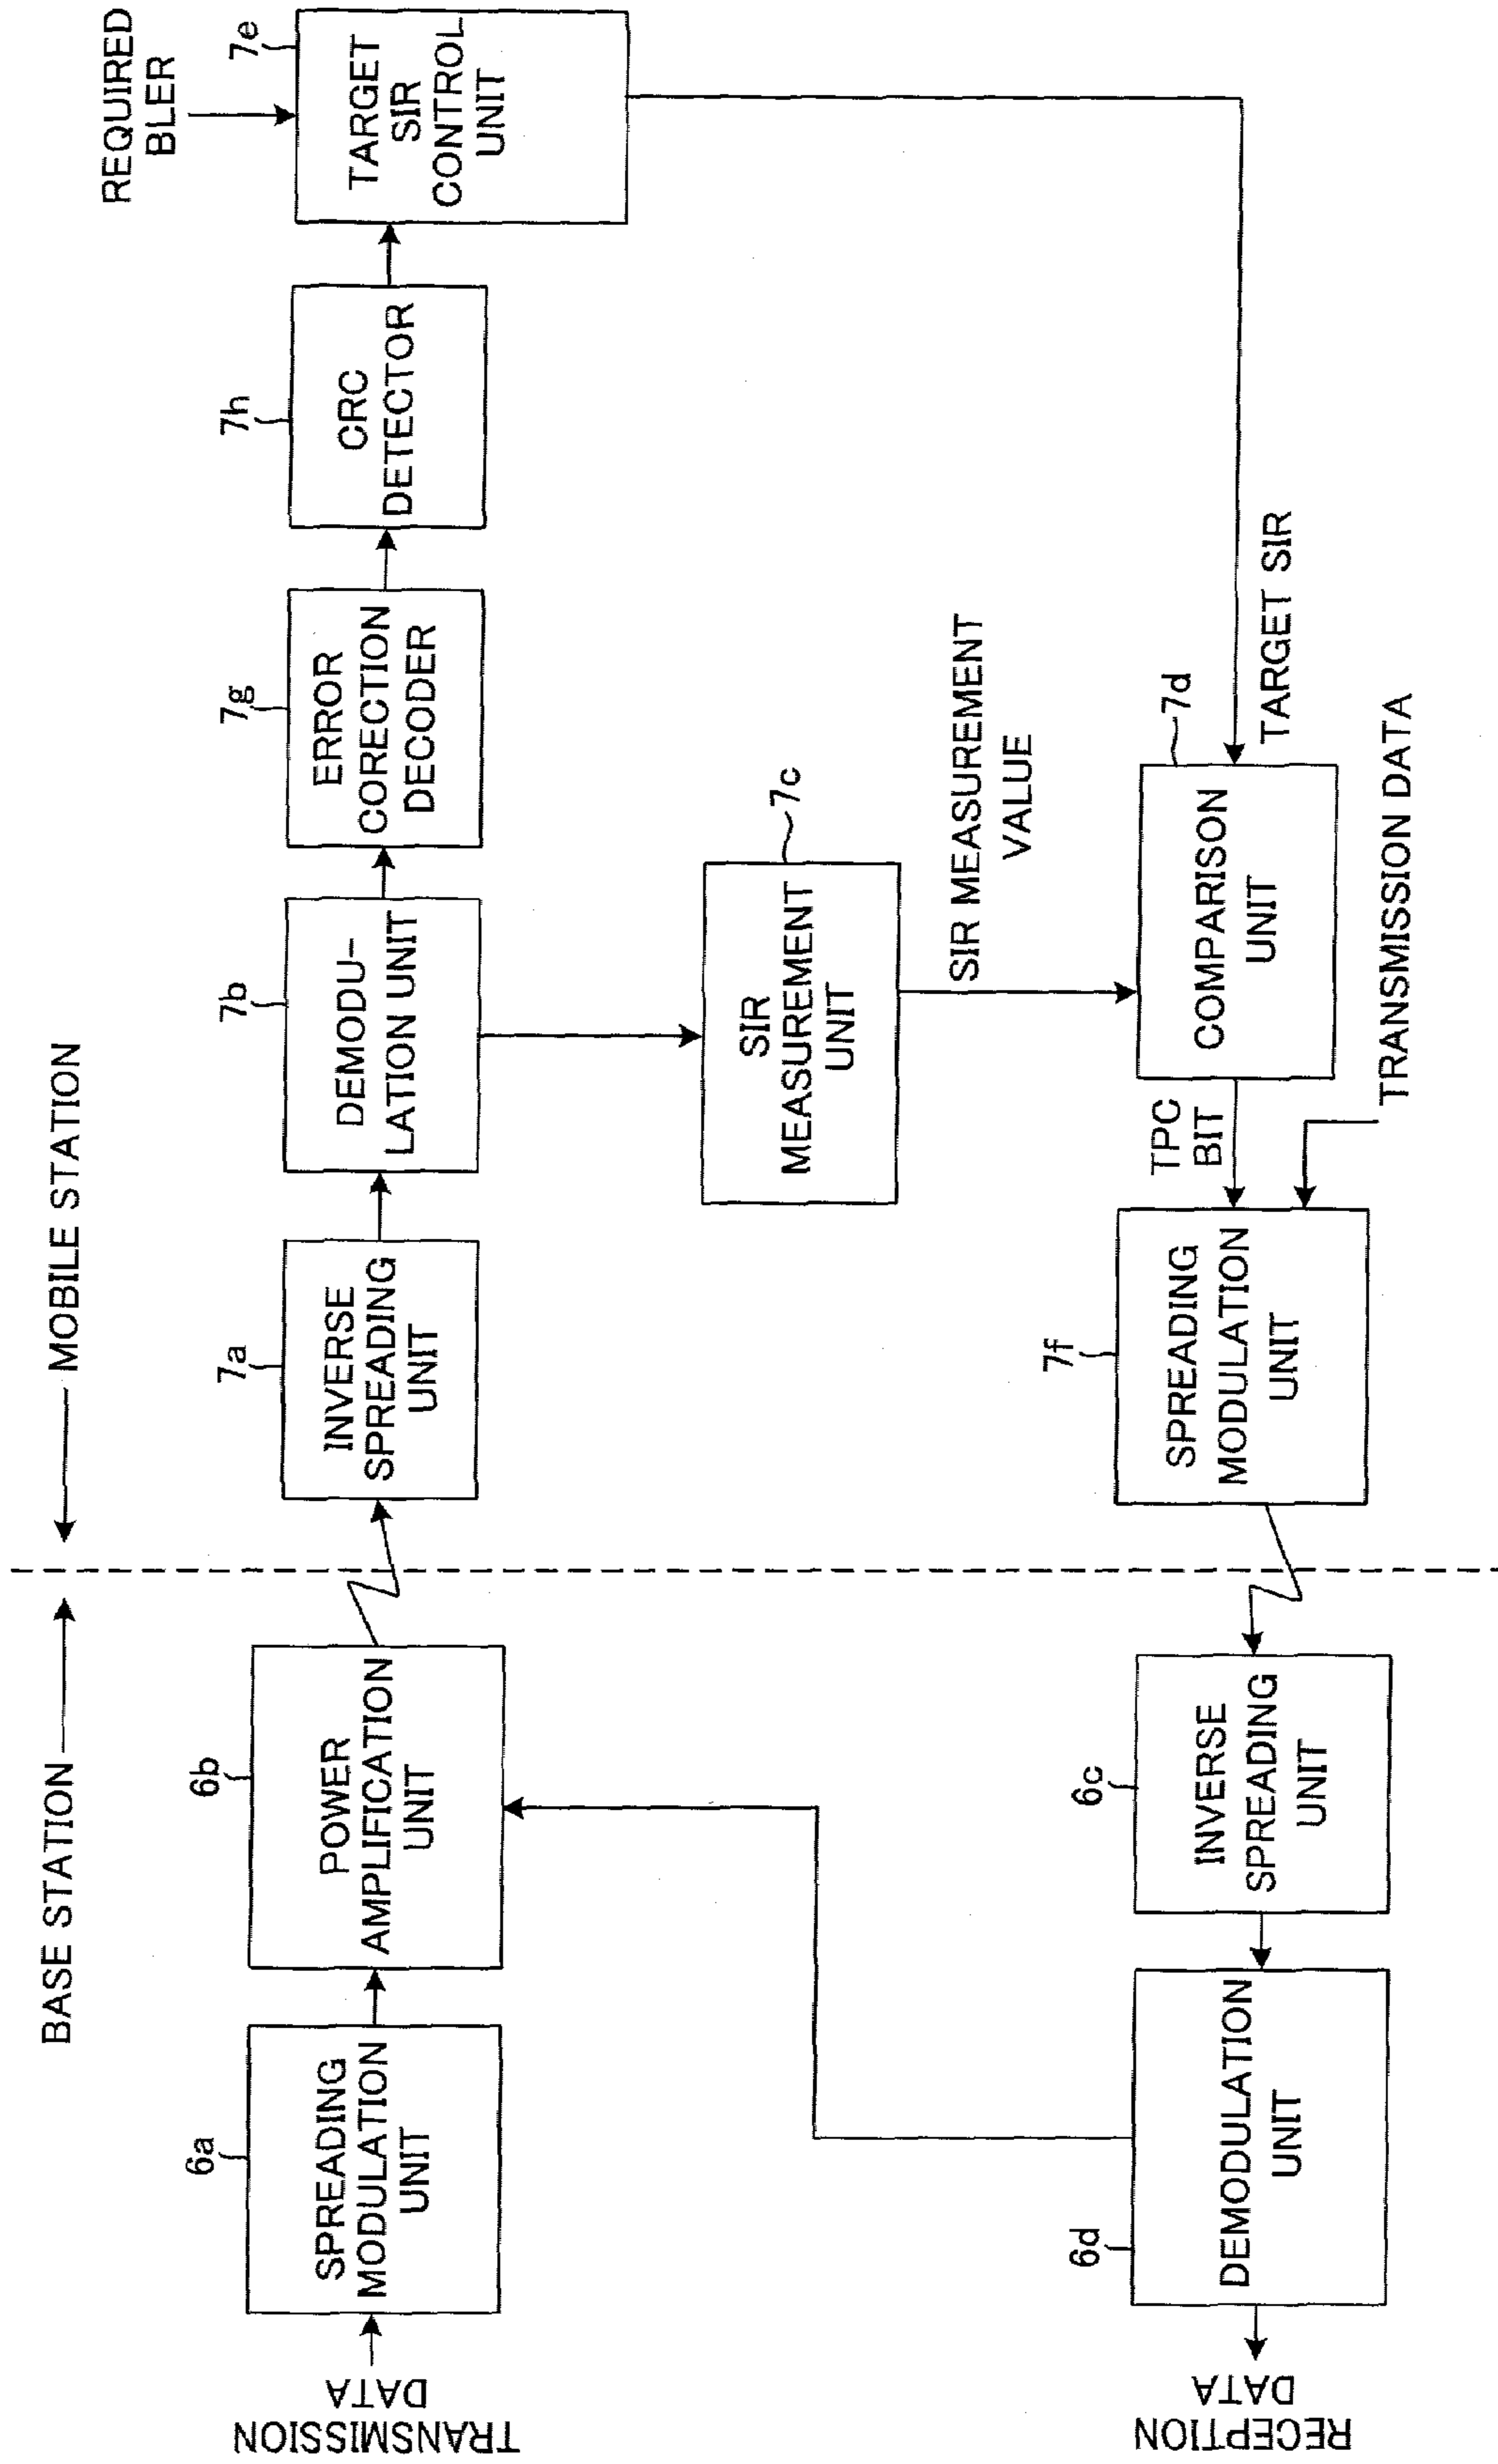 BASE STATION
MOBILE STATION
TRANSMISSION
DATA
6a
SPREADING
MODULATION
UNIT
6b
POWER
AMPLIFICATION
UNIT
7a
INVERSE
SPREADING
UNIT
7b
DEMODU-
LATION UNIT
7g
ERROR
CORECTION
DECODER
7h
CRC
DETECTOR
REQUIRED
BLER
7e
TARGET
SIR
CONTROL
UNIT
7c
SIR
MEASUREMENT
UNIT
SIR MEASUREMENT
VALUE
RECEPTION
DATA
6d
DEMODULATION
UNIT
6c
INVERSE
SPREADING
UNIT
7f
SPREADING
MODULATION
UNIT
TPC
BIT
7d
COMPARISON
UNIT
TARGET SIR
TRANSMISSION DATA